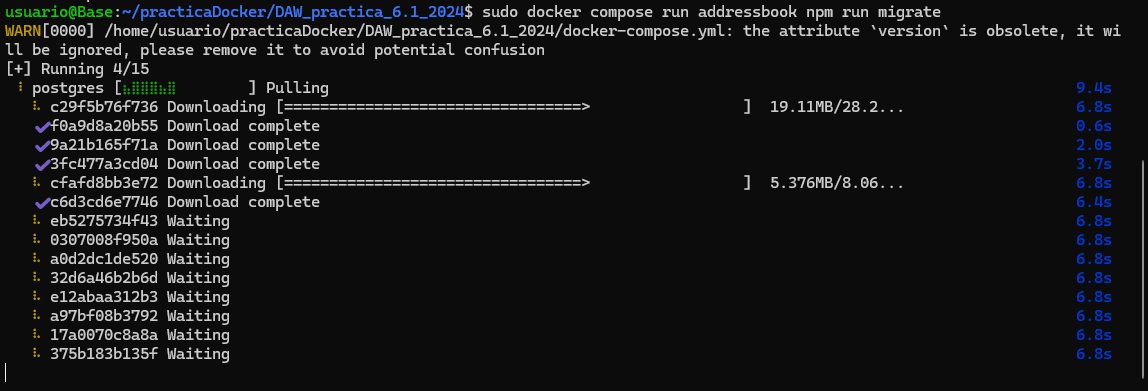 usuario@Base:~/practicaDocker/DAW_practica_6.1_2024$ sudo docker compose run addressbook npm run migrate
WARN[0000] /home/usuario/practicaDocker/DAW_practica_6.1_2024/docker-compose.yml: the attribute `version` is obsolete, it wi
ll be ignored, please remove it to avoid potential confusion
[+] Running 4/15
⠸ postgres [⣦⣿⣿⣿⣦⣿        ] Pulling 9.4s
⠧ c29f5b76f736 Downloading [=================================>                 ]  19.11MB/28.2... 6.8s
✔ f0a9d8a20b55 Download complete 0.6s
✔ 9a21b165f71a Download complete 2.0s
✔ 3fc477a3cd04 Download complete 3.7s
⠧ cfafd8bb3e72 Downloading [=================================>                 ]  5.376MB/8.06... 6.8s
✔ c6d3cd6e7746 Download complete 6.4s
⠧ eb5275734f43 Waiting 6.8s
⠧ 0307008f950a Waiting 6.8s
⠧ a0d2dc1de520 Waiting 6.8s
⠧ 32d6a46b2b6d Waiting 6.8s
⠧ e12abaa312b3 Waiting 6.8s
⠧ a97bf08b3792 Waiting 6.8s
⠧ 17a0070c8a8a Waiting 6.8s
⠧ 375b183b135f Waiting 6.8s